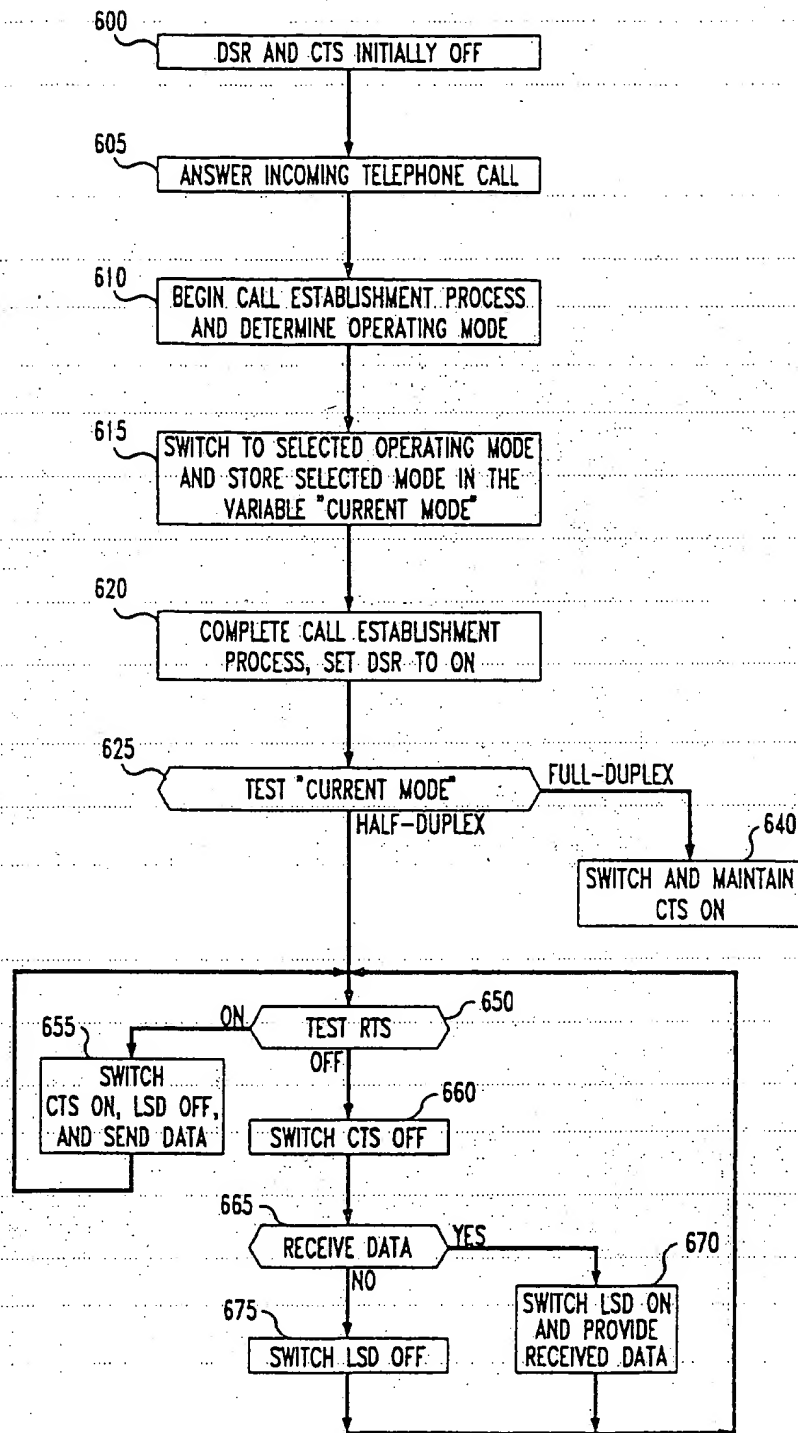 600
DSR AND CTS INITIALLY OFF
605
ANSWER INCOMING TELEPHONE CALL
610
BEGIN CALL ESTABLISHMENT PROCESS
AND DETERMINE OPERATING MODE
615
SWITCH TO SELECTED OPERATING MODE
AND STORE SELECTED MODE IN THE
VARIABLE "CURRENT MODE"
620
COMPLETE CALL ESTABLISHMENT
PROCESS, SET DSR TO ON
625
TEST "CURRENT MODE"
FULL-DUPLEX
HALF-DUPLEX
640
SWITCH AND MAINTAIN
CTS ON
650
TEST RTS
ON
OFF
655
SWITCH
CTS ON, LSD OFF,
AND SEND DATA
660
SWITCH CTS OFF
665
RECEIVE DATA
YES
NO
670
SWITCH LSD ON
AND PROVIDE
RECEIVED DATA
675
SWITCH LSD OFF